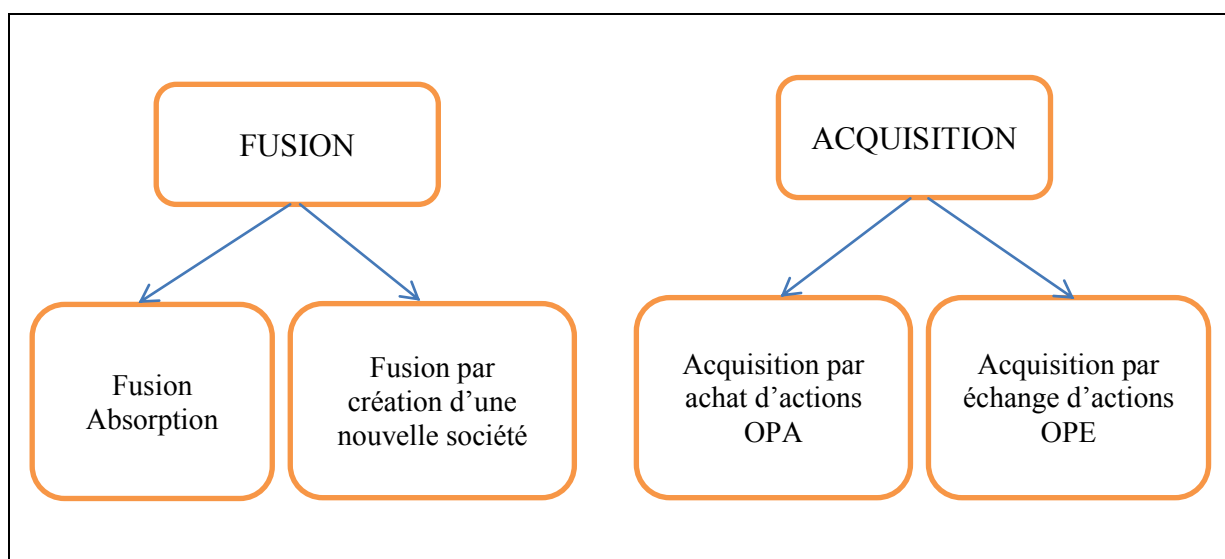 FUSION
ACQUISITION
Fusion
Absorption
Fusion par
création d’une
nouvelle société
Acquisition par
achat d’actions
OPA
Acquisition par
échange d’actions
OPE